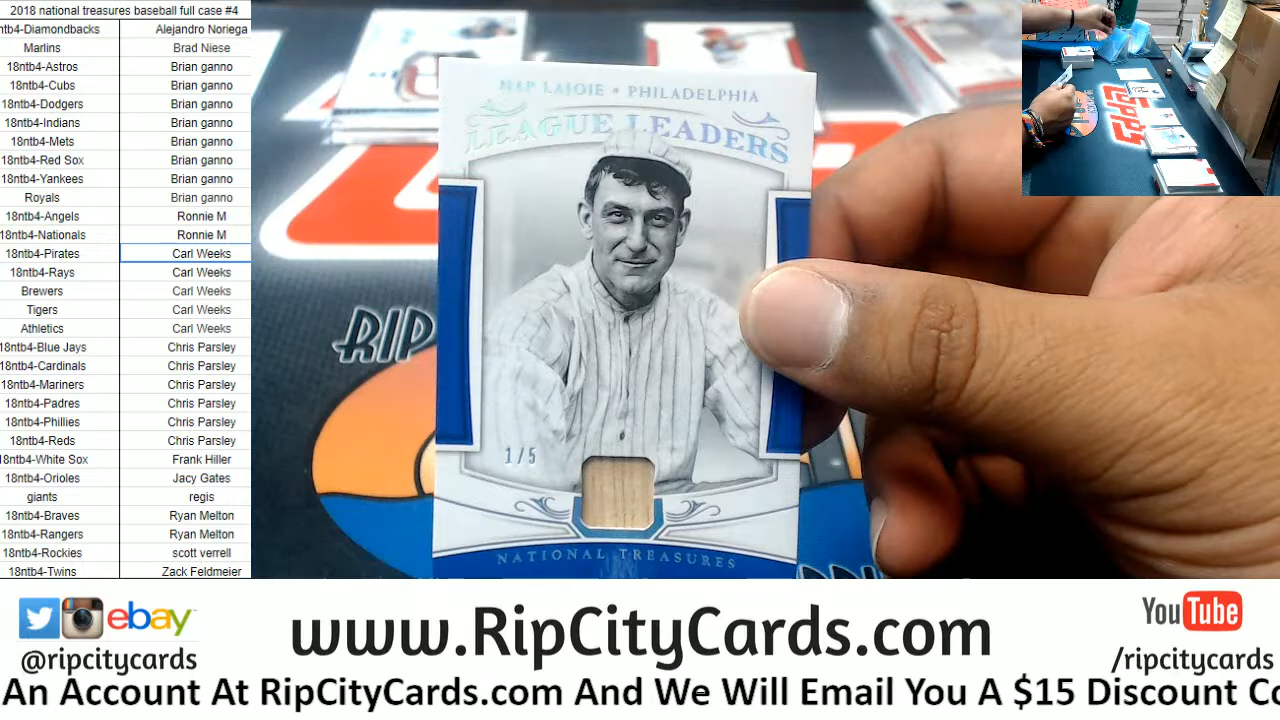 2018 national treasures baseball full case #4
ntb4-Diamondbacks Alejandro Noriega
Marlins Brad Niese
18ntb4-Astros Brian ganno
18ntb4-Cubs Brian ganno
18ntb4-Dodgers Brian ganno
18ntb4-Indians Brian ganno
18ntb4-Mets Brian ganno
18ntb4-Red Sox Brian ganno
18ntb4-Yankees Brian ganno
Royals Brian ganno
18ntb4-Angels Ronnie M
18ntb4-Nationals Ronnie M
18ntb4-Pirates Carl Weeks
18ntb4-Rays Carl Weeks
Brewers Carl Weeks
Tigers Carl Weeks
Athletics Carl Weeks
18ntb4-Blue Jays Chris Parsley
18ntb4-Cardinals Chris Parsley
18ntb4-Mariners Chris Parsley
18ntb4-Padres Chris Parsley
18ntb4-Phillies Chris Parsley
18ntb4-Reds Chris Parsley
18ntb4-White Sox Frank Hiller
18ntb4-Orioles Jacy Gates
giants regis
18ntb4-Braves Ryan Melton
18ntb4-Rangers Ryan Melton
18ntb4-Rockies scott verrell
18ntb4-Twins Zack Feldmeier
NAP LAJOIE • PHILADELPHIA
LEAGUE LEADERS
1/5
NATIONAL TREASURES
RIP
ebay
@ripcitycards
www.RipCityCards.com
YouTube
/ripcitycards
An Account At RipCityCards.com And We Will Email You A $15 Discount Co